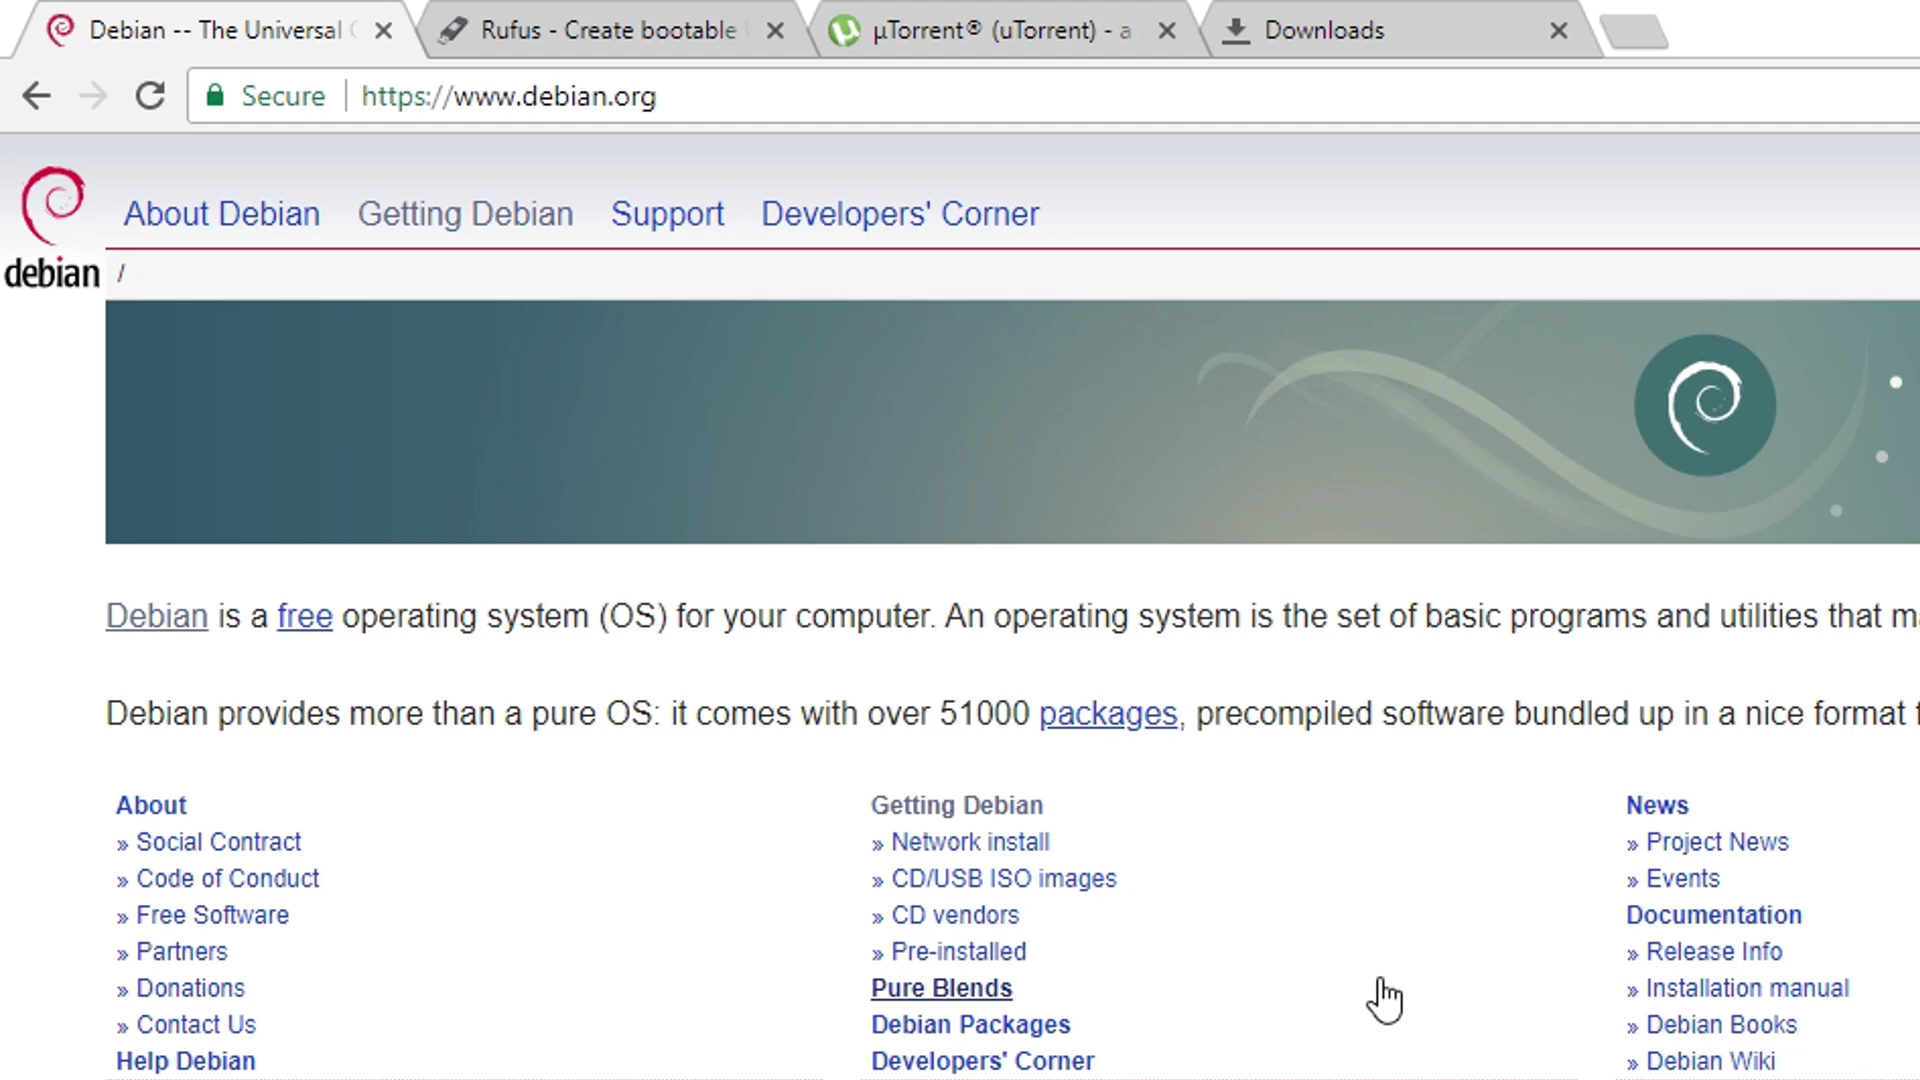 Debian -- The Universal
Rufus - Create bootable
µTorrent® (uTorrent) - a
Downloads
Secure
https://www.debian.org
About Debian
Getting Debian
Support
Developers' Corner
debian
/
Debian is a free operating system (OS) for your computer. An operating system is the set of basic programs and utilities that
Debian provides more than a pure OS: it comes with over 51000 packages, precompiled software bundled up in a nice format
About
» Social Contract
» Code of Conduct
» Free Software
» Partners
» Donations
» Contact Us
Help Debian
Getting Debian
» Network install
» CD/USB ISO images
» CD vendors
» Pre-installed
Pure Blends
Debian Packages
Developers' Corner
News
» Project News
» Events
Documentation
» Release Info
» Installation manual
» Debian Books
» Debian Wiki